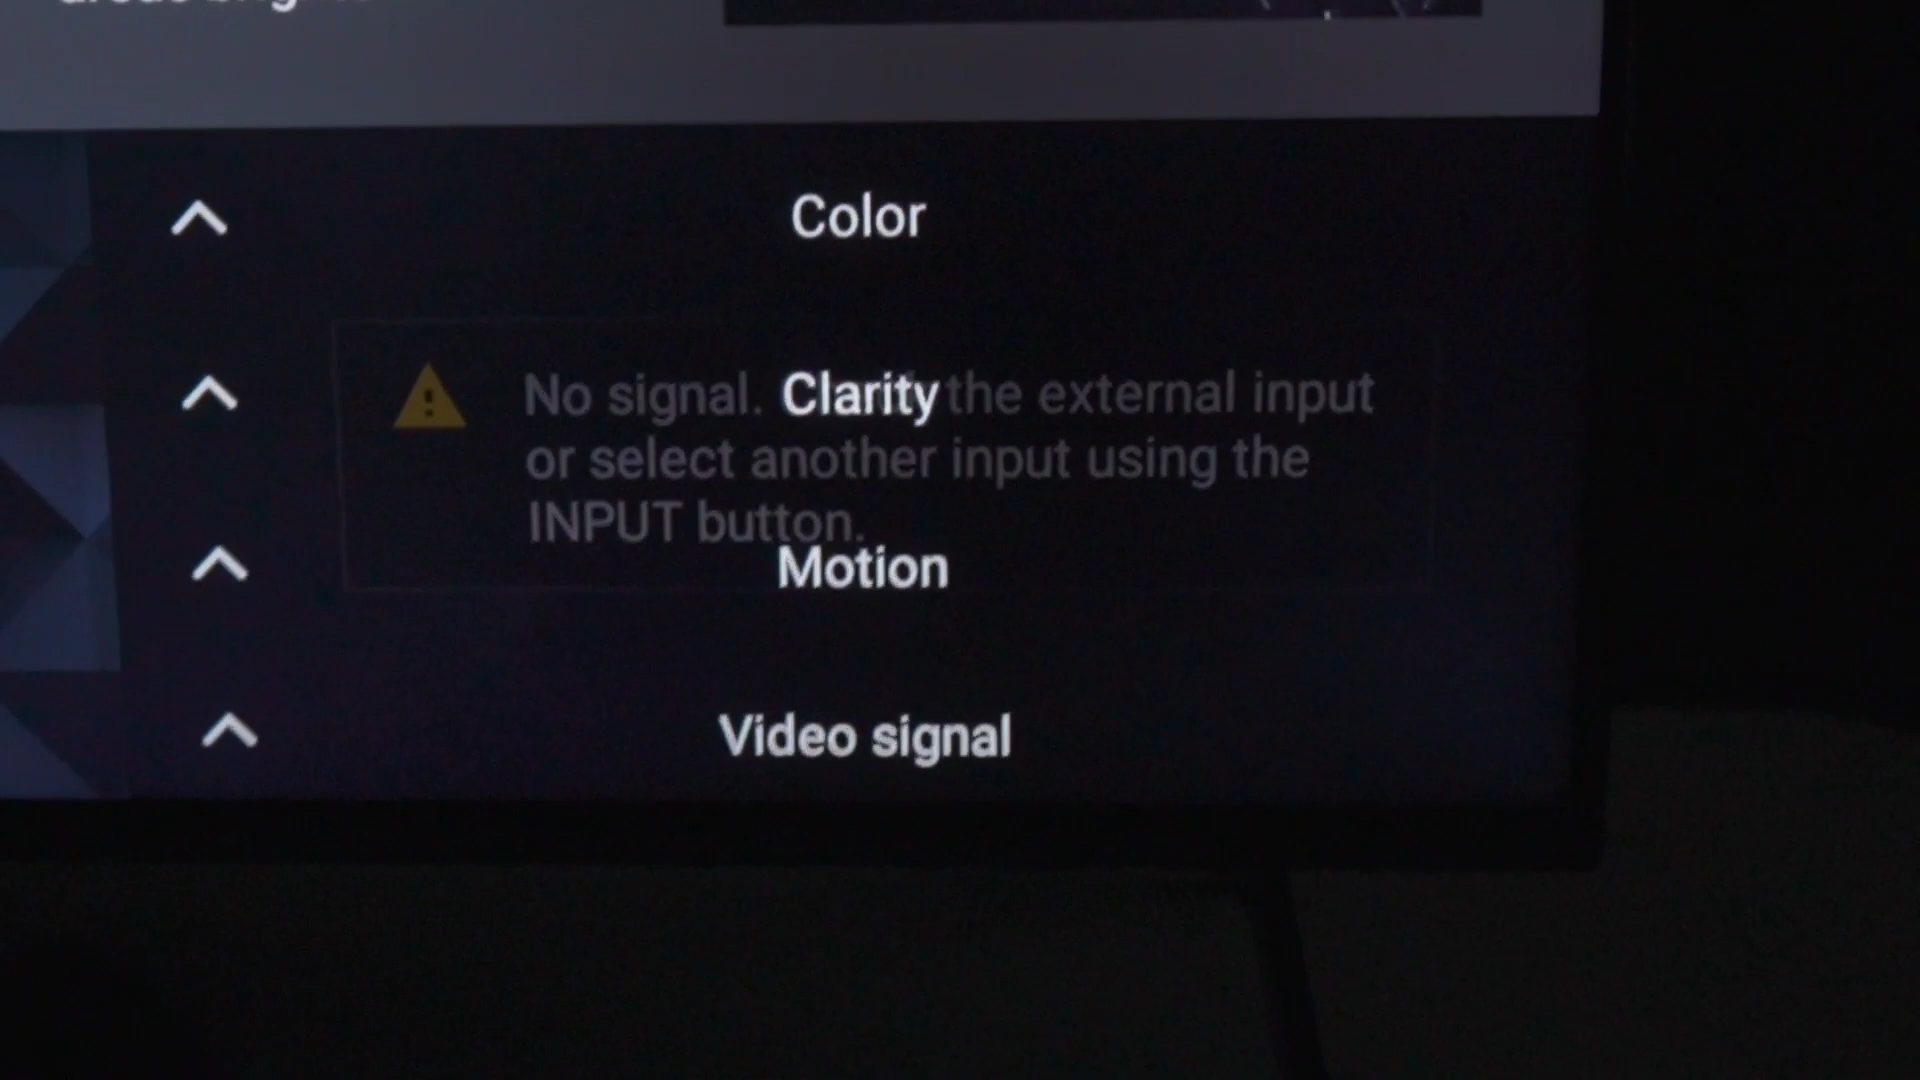 Color
No signal. Clarity the external input
or select another input using the
INPUT button.
Motion
Video signal